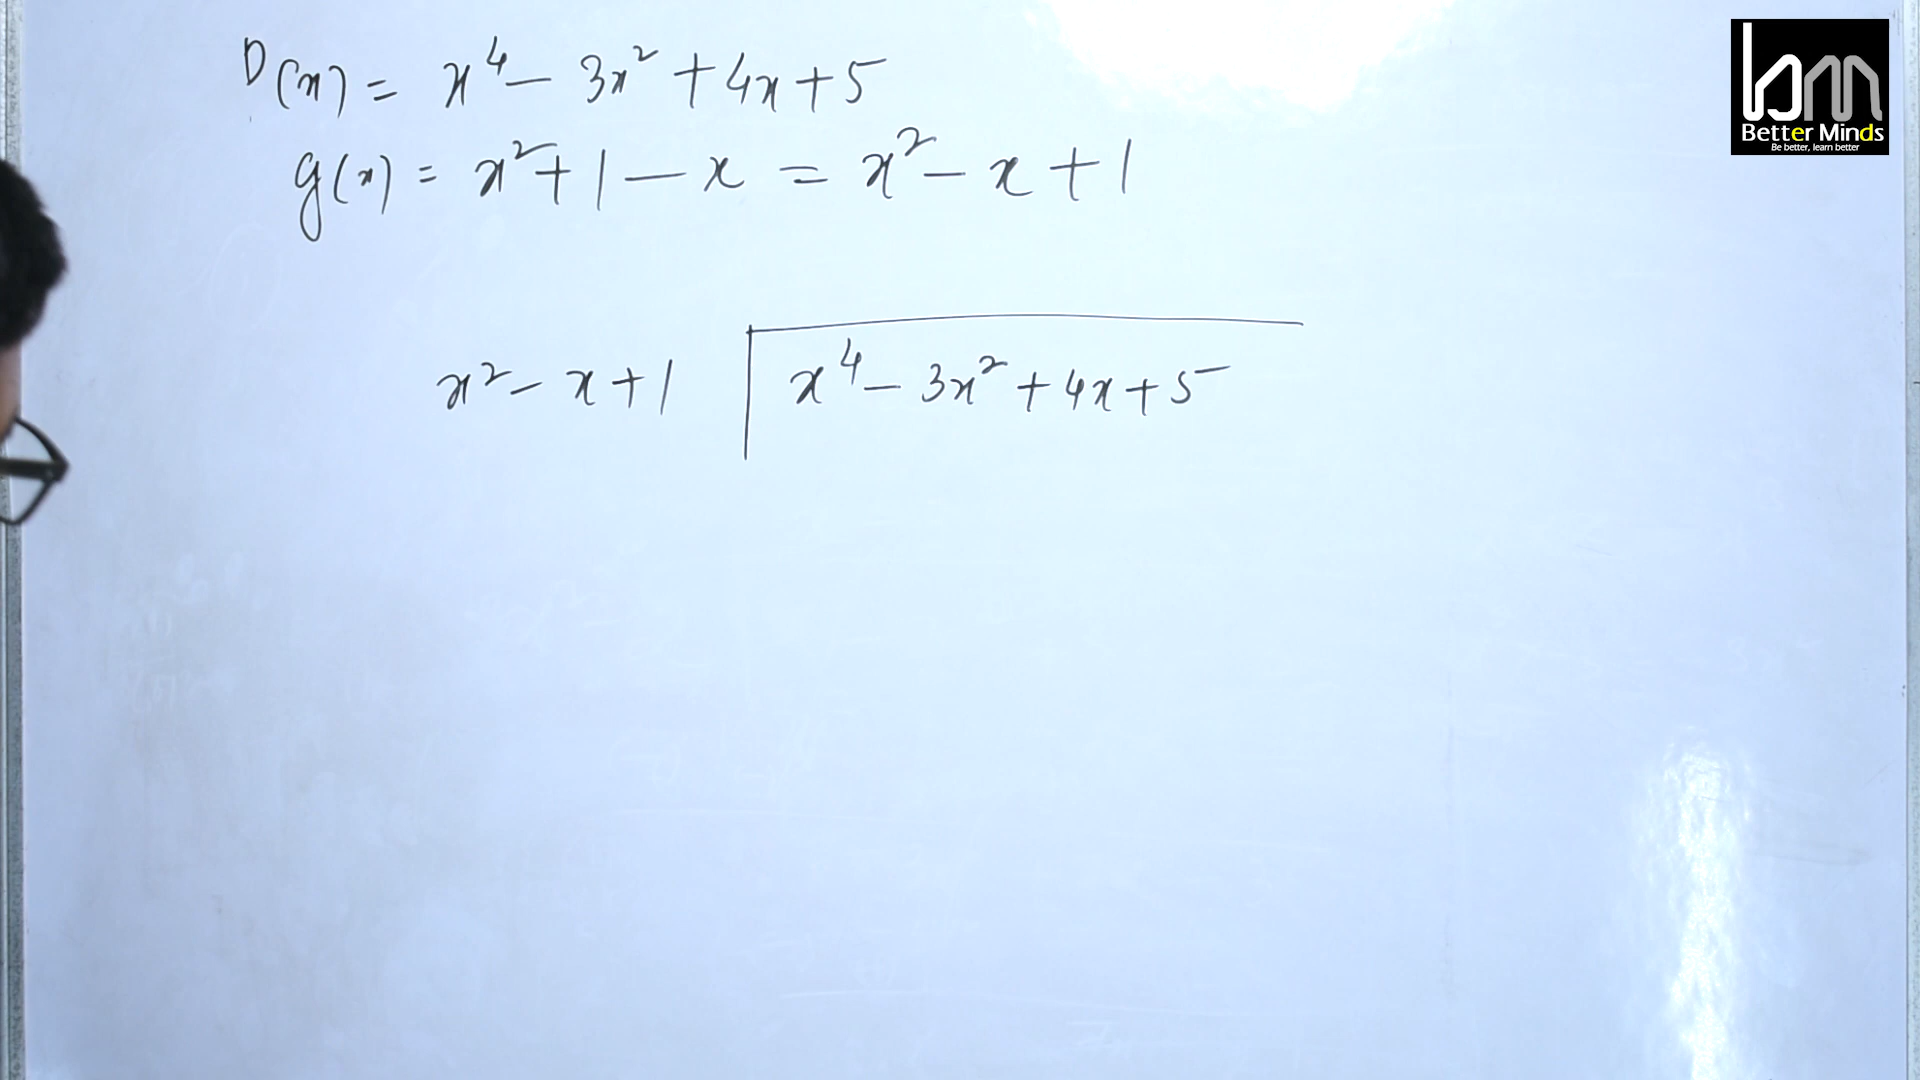 p(x) = x⁴ - 3x² + 4x + 5
g(x) = x² + 1 - x = x² - x + 1
x² - x + 1 | x⁴ - 3x² + 4x + 5
bm
Better Minds
Be better, learn better